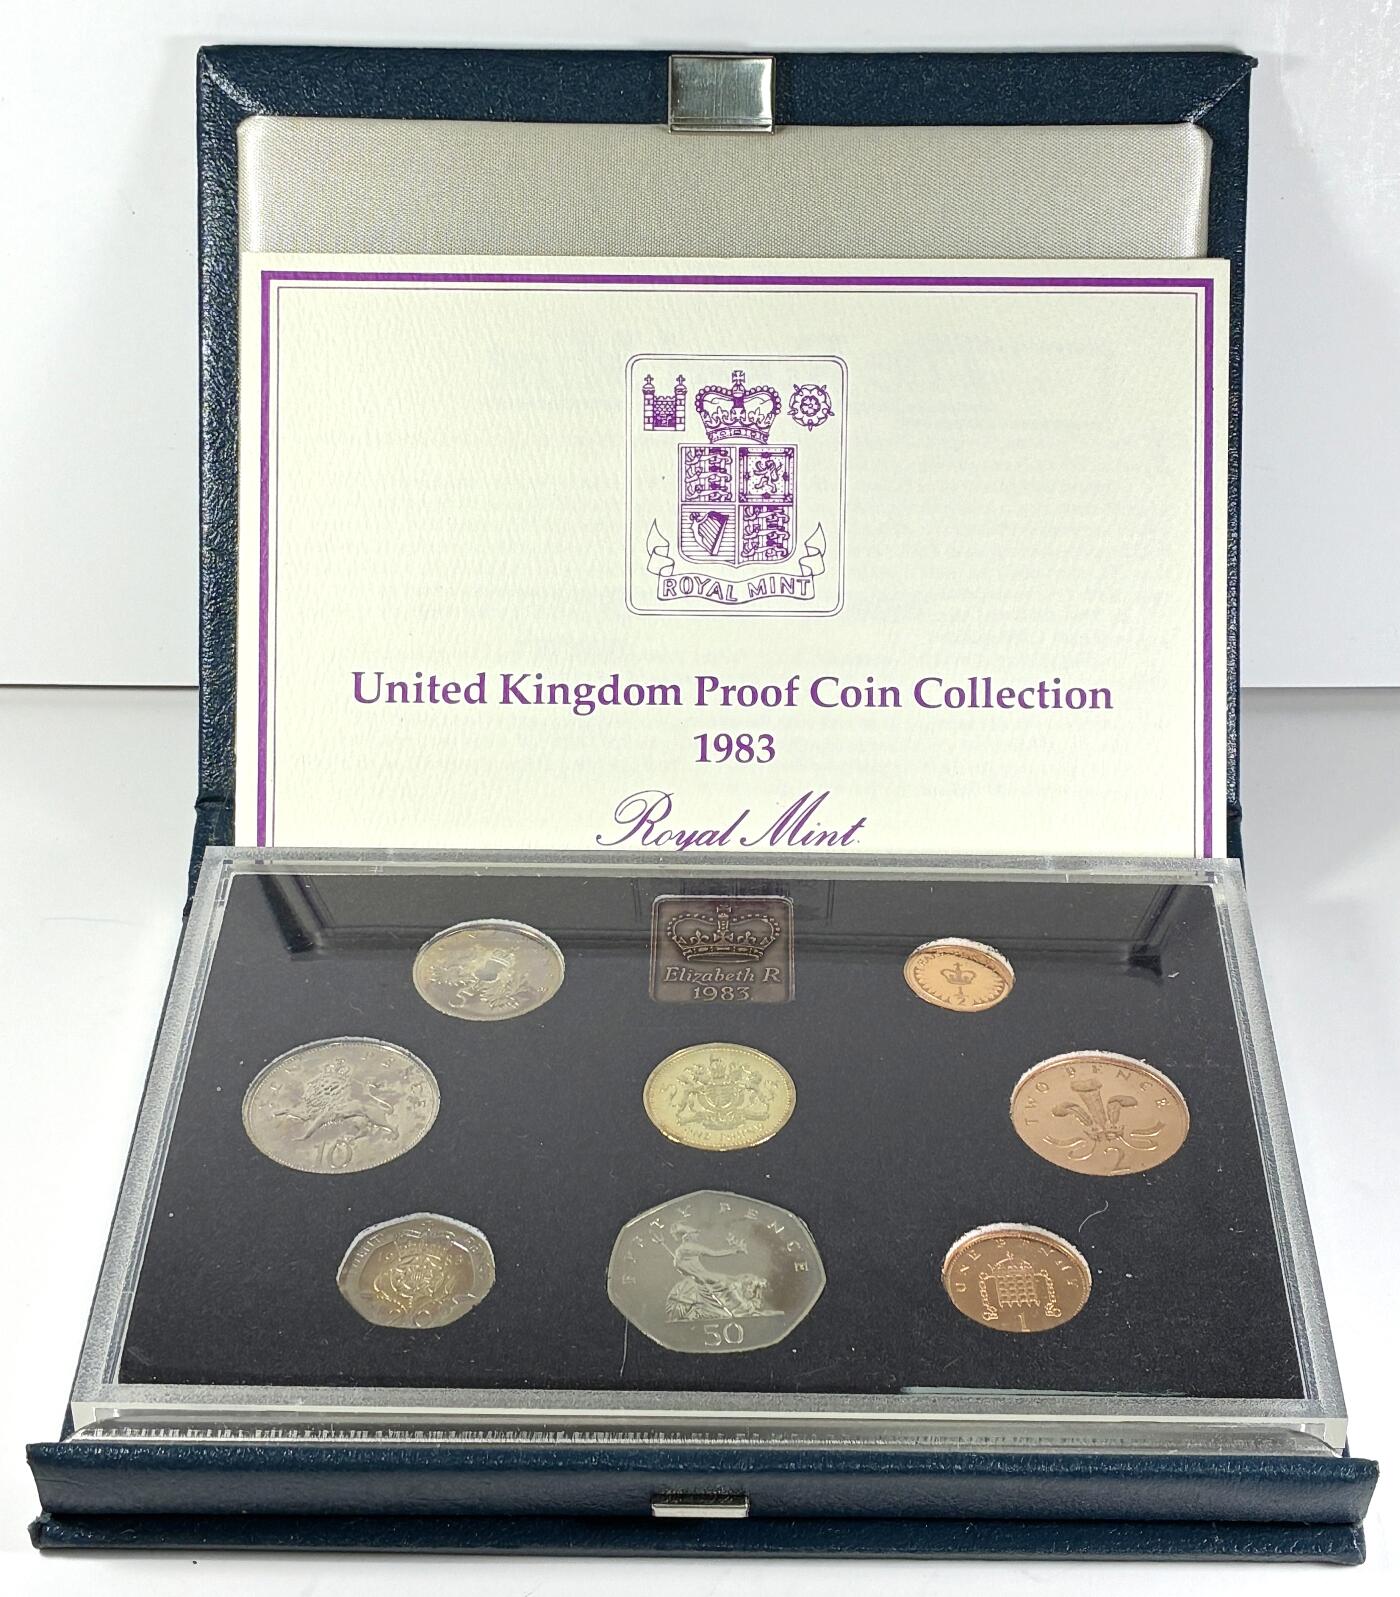 ROYAL MINT
United Kingdom Proof Coin Collection
1983
Royal Mint
Elizabeth R
1983
5
1/2
PENCE
10
TWO PENCE
2
FIFTY PENCE
50
ONE PENNY
1